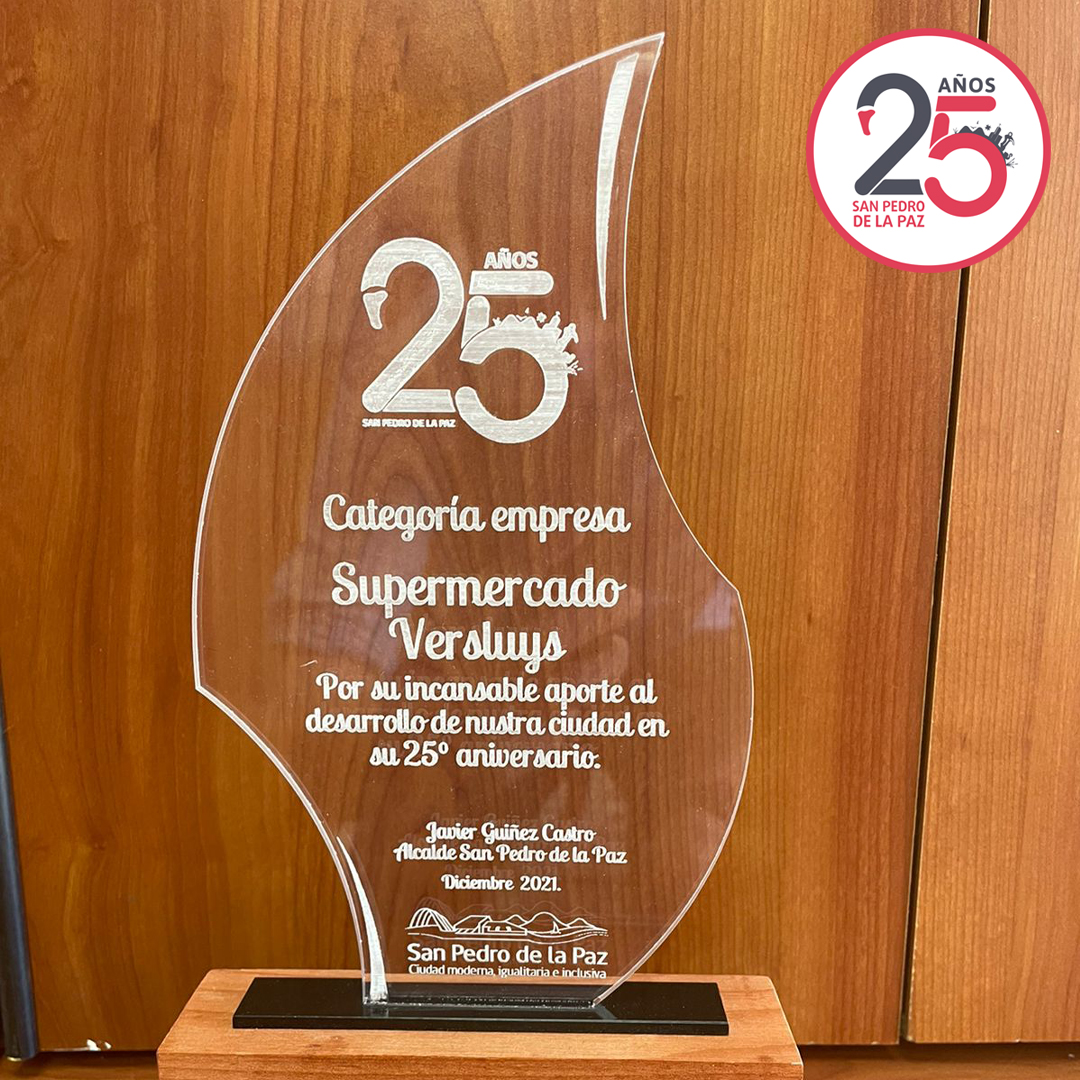 25 AÑOS
SAN PEDRO
DE LA PAZ
25 AÑOS
SAN PEDRO DE LA PAZ
Categoría empresa
Supermercado
Versluys
Por su incansable aporte al
desarrollo de nustra ciudad en
su 25º aniversario.
Javier Guiñez Castro
Alcalde San Pedro de la Paz
Diciembre 2021.
San Pedro de la Paz
Ciudad moderna, igualitaria e inclusiva